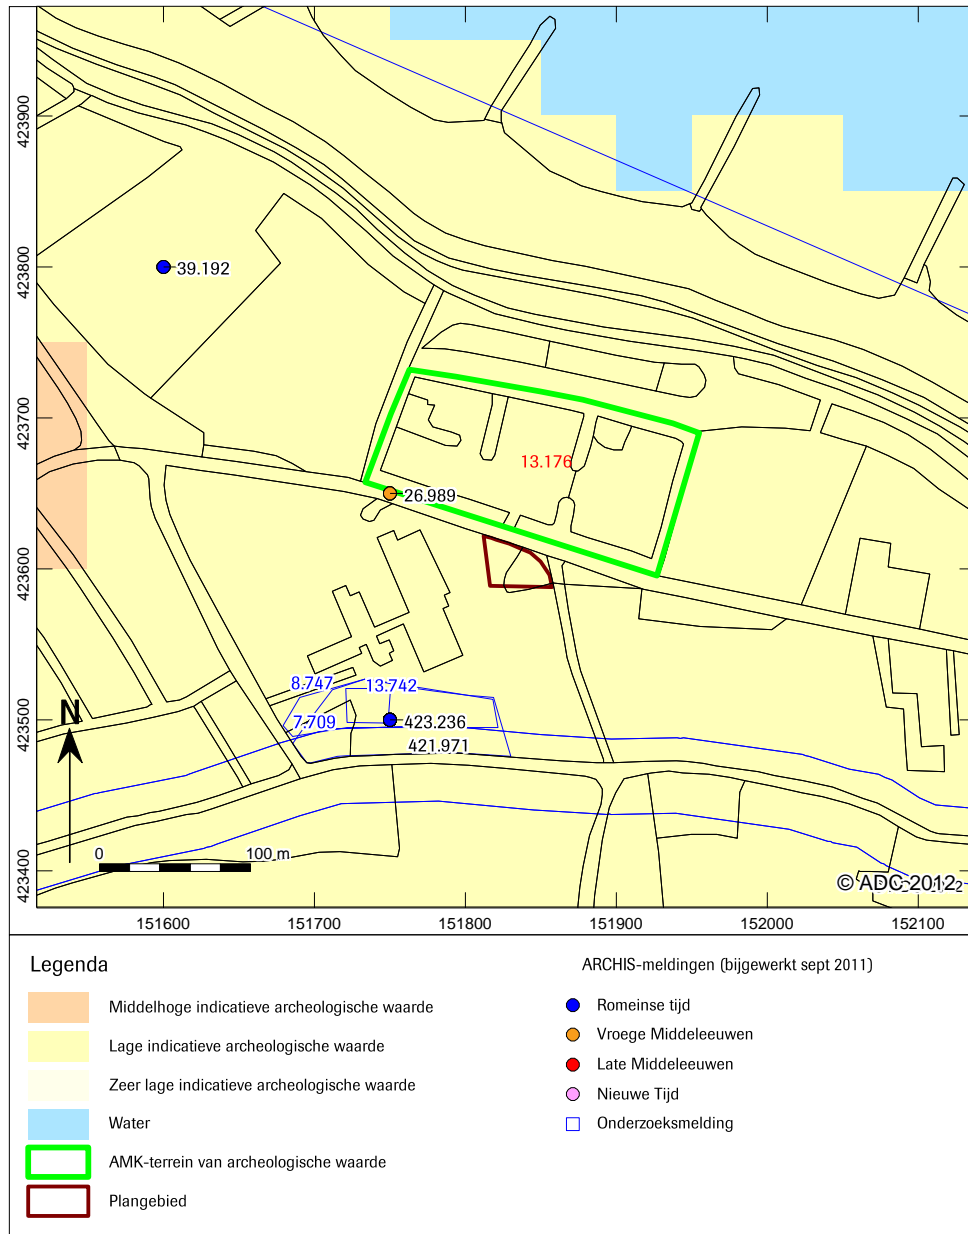 423900
423800
39.192
423700
13.176
26.989
423600
8.747
13.742
7.709
423.236
421.971
423500
N
0
100 m
423400
© ADC 2012
151600
151700
151800
151900
152000
152100
Legenda
Middelhoge indicatieve archeologische waarde
Lage indicatieve archeologische waarde
Zeer lage indicatieve archeologische waarde
Water
AMK-terrein van archeologische waarde
Plangebied
ARCHIS-meldingen (bijgewerkt sept 2011)
Romeinse tijd
Vroege Middeleeuwen
Late Middeleeuwen
Nieuwe Tijd
Onderzoeksmelding